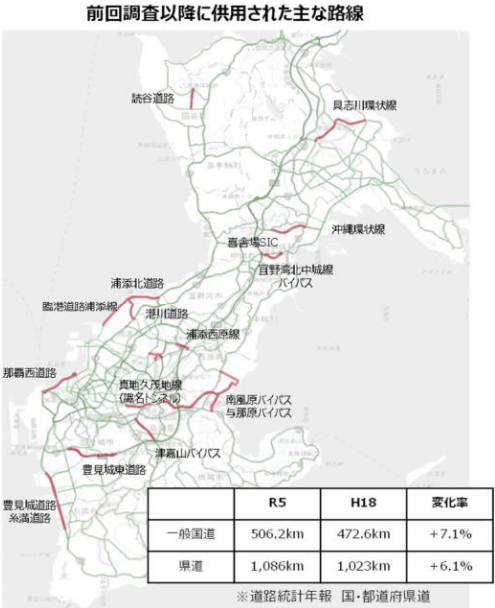 前回調査以降に供用された主な路線
読谷道路
具志川環状線
沖縄環状線
喜舎場SIC
宜野湾北中城線
バイパス
浦添北道路
臨港道路浦添線
港川道路
浦添西原線
那覇西道路
真地久茂地線
(識名トンネル)
南風原バイパス
与那原バイパス
津嘉山バイパス
豊見城東道路
豊見城道路
糸満道路
R5 H18 変化率
一般国道 506.2km 472.6km +7.1%
県道 1,086km 1,023km +6.1%
※道路統計年報 国・都道府県道